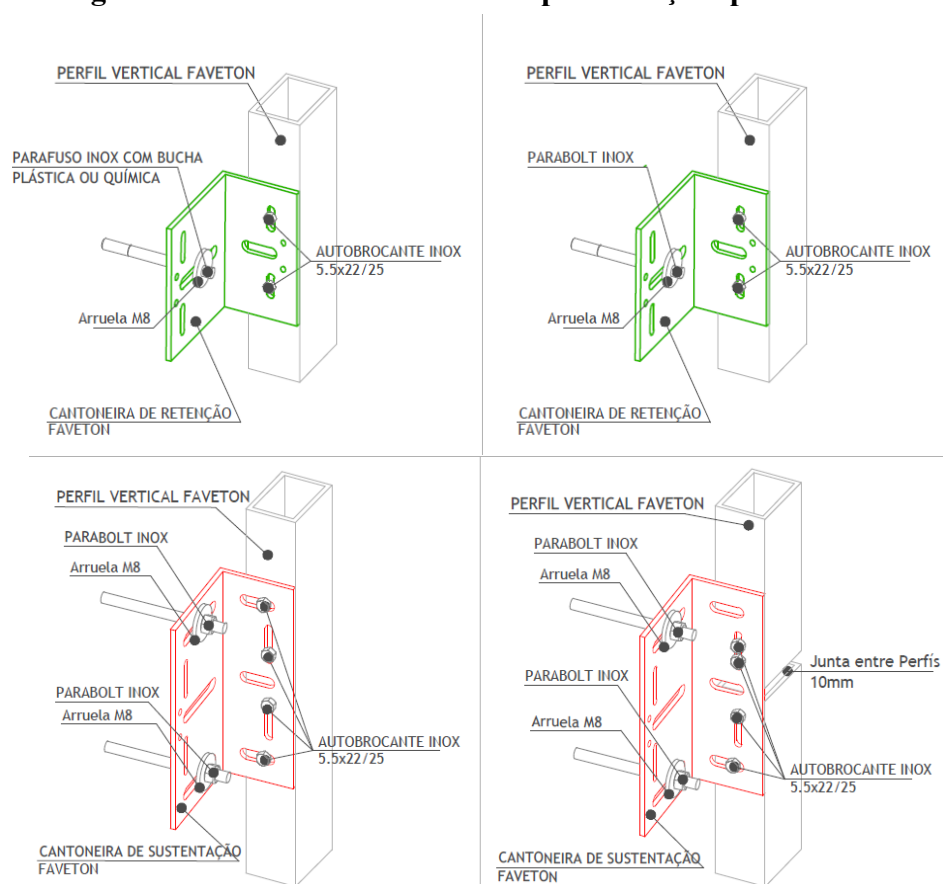 PERFIL VERTICAL FAVETON
PARAFUSO INOX COM BUCHA
PLÁSTICA OU QUÍMICA
AUTOBROCANTE INOX
5.5x22/25
Arruela M8
CANTONEIRA DE RETENÇÃO
FAVETON
PERFIL VERTICAL FAVETON
PARABOLT INOX
AUTOBROCANTE INOX
5.5x22/25
Arruela M8
CANTONEIRA DE RETENÇÃO
FAVETON
PERFIL VERTICAL FAVETON
PARABOLT INOX
Arruela M8
PARABOLT INOX
Arruela M8
AUTOBROCANTE INOX
5.5x22/25
CANTONEIRA DE SUSTENTAÇÃO
FAVETON
PERFIL VERTICAL FAVETON
PARABOLT INOX
Arruela M8
Junta entre Perfis
10mm
PARABOLT INOX
Arruela M8
AUTOBROCANTE INOX
5.5x22/25
CANTONEIRA DE SUSTENTAÇÃO
FAVETON